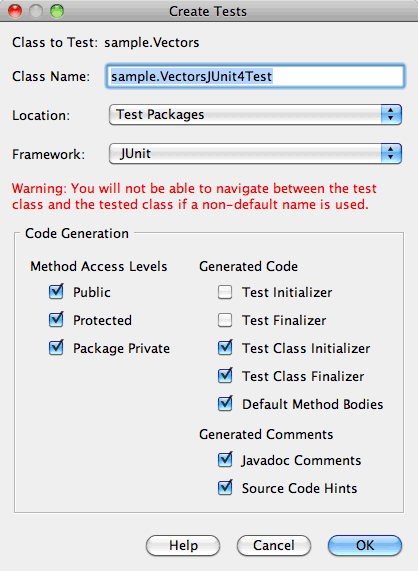 Create Tests
Class to Test: sample.Vectors
Class Name: sample.VectorsJUnit4Test
Location: Test Packages
Framework: JUnit
Warning: You will not be able to navigate between the test
class and the tested class if a non-default name is used.
Code Generation
Method Access Levels
Public
Protected
Package Private
Generated Code
Test Initializer
Test Finalizer
Test Class Initializer
Test Class Finalizer
Default Method Bodies
Generated Comments
Javadoc Comments
Source Code Hints
Help
Cancel
OK